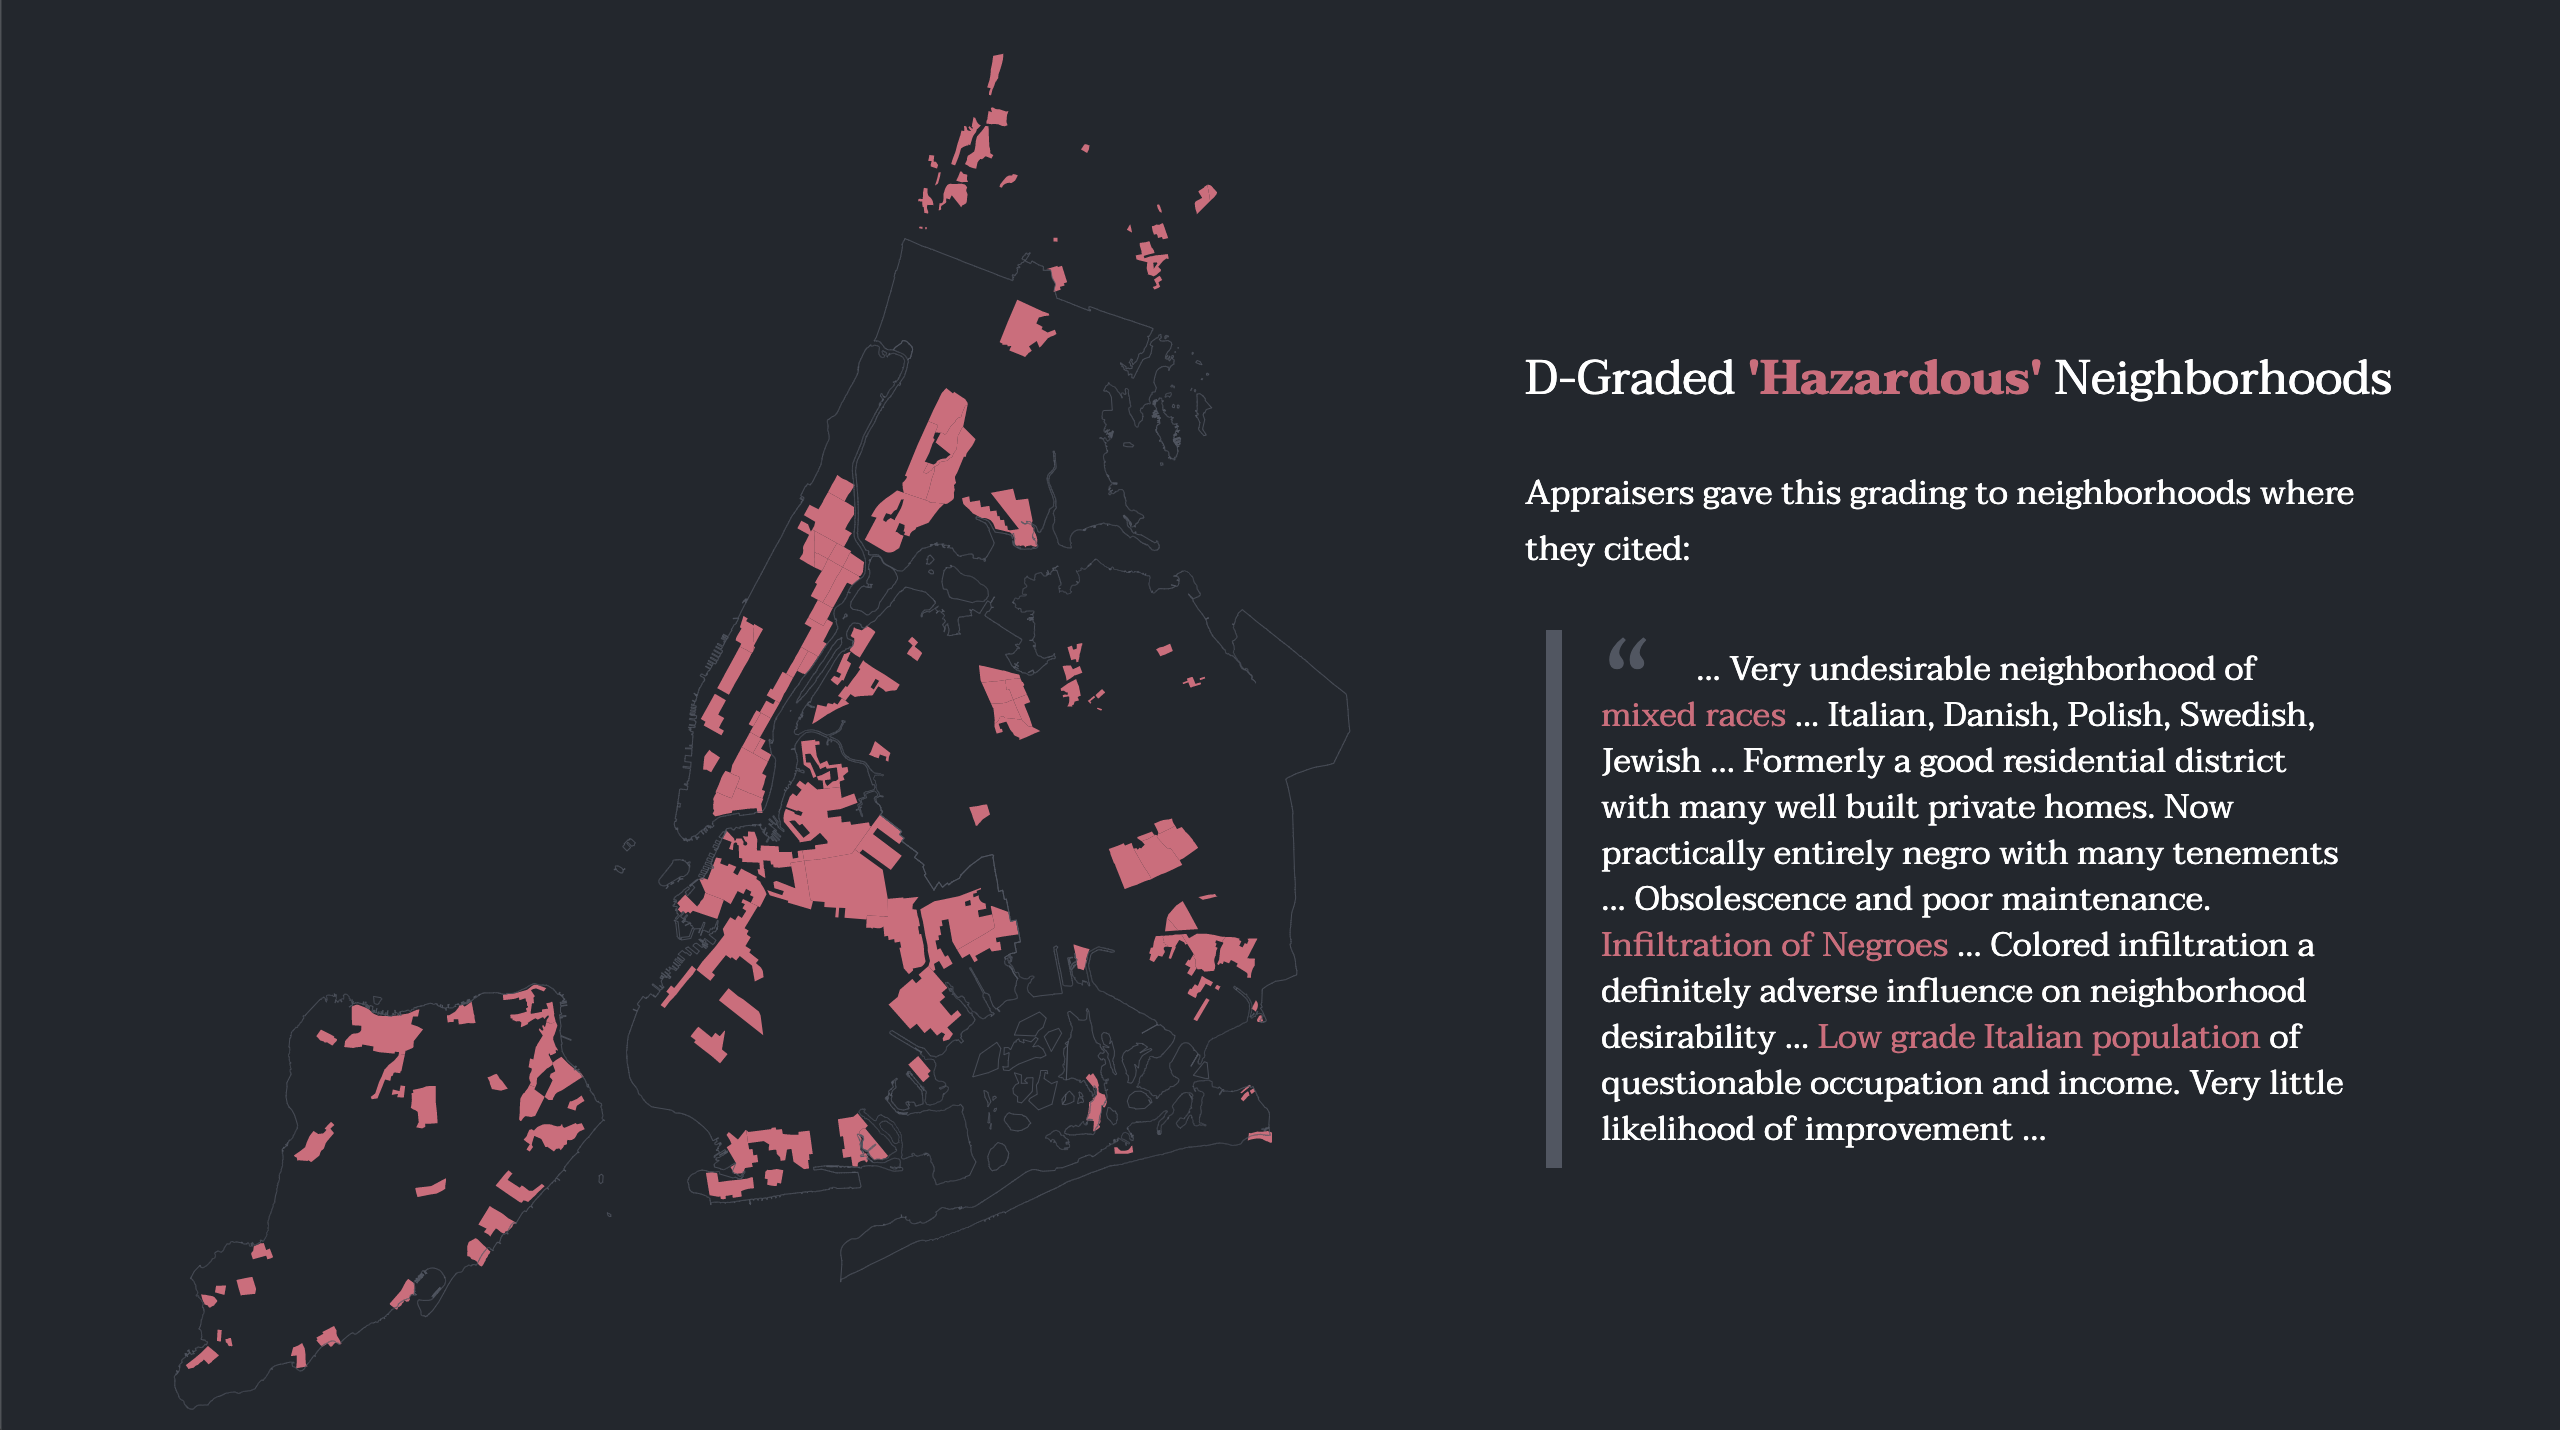 D-Graded 'Hazardous' Neighborhoods
Appraisers gave this grading to neighborhoods where
they cited:
“ ... Very undesirable neighborhood of
mixed races ... Italian, Danish, Polish, Swedish,
Jewish ... Formerly a good residential district
with many well built private homes. Now
practically entirely negro with many tenements
... Obsolescence and poor maintenance.
Infiltration of Negroes ... Colored infiltration a
definitely adverse influence on neighborhood
desirability ... Low grade Italian population of
questionable occupation and income. Very little
likelihood of improvement ...